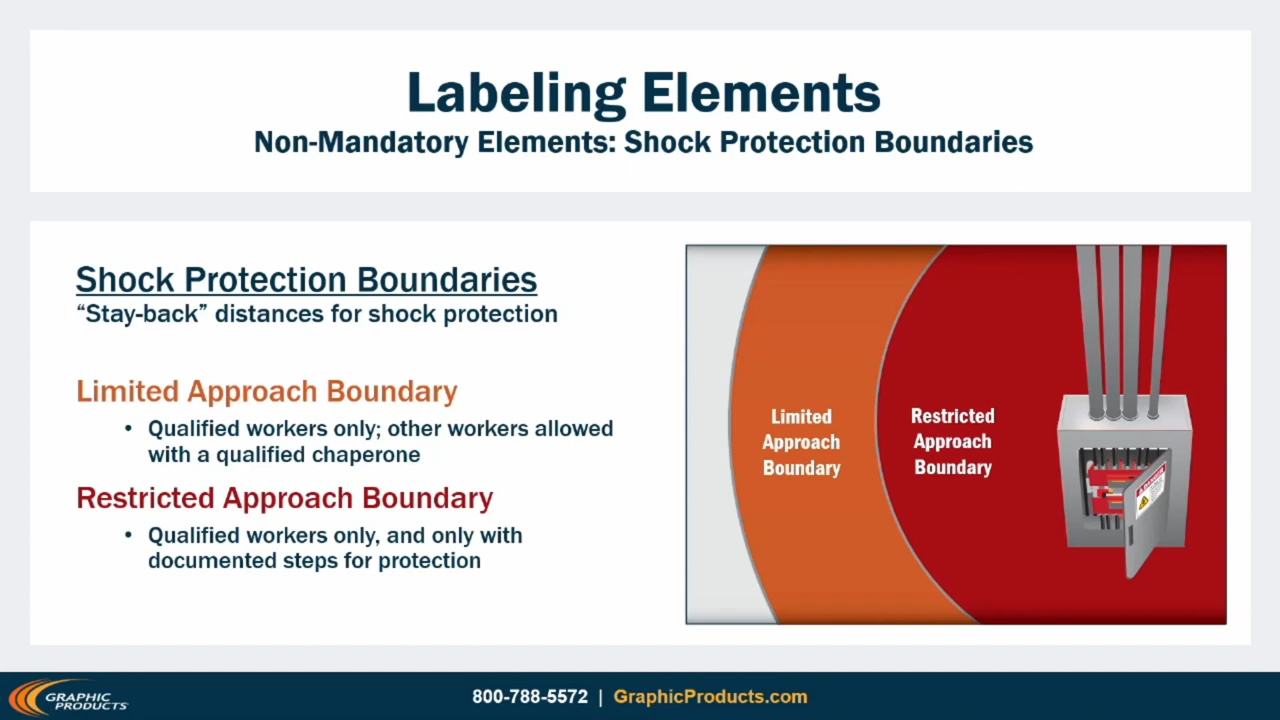 Labeling Elements
Non-Mandatory Elements: Shock Protection Boundaries
Shock Protection Boundaries
“Stay-back” distances for shock protection
Limited Approach Boundary
• Qualified workers only; other workers allowed
with a qualified chaperone
Restricted Approach Boundary
• Qualified workers only, and only with
documented steps for protection
Limited
Approach
Boundary
Restricted
Approach
Boundary
GRAPHIC
PRODUCTS
800-788-5572 | GraphicProducts.com